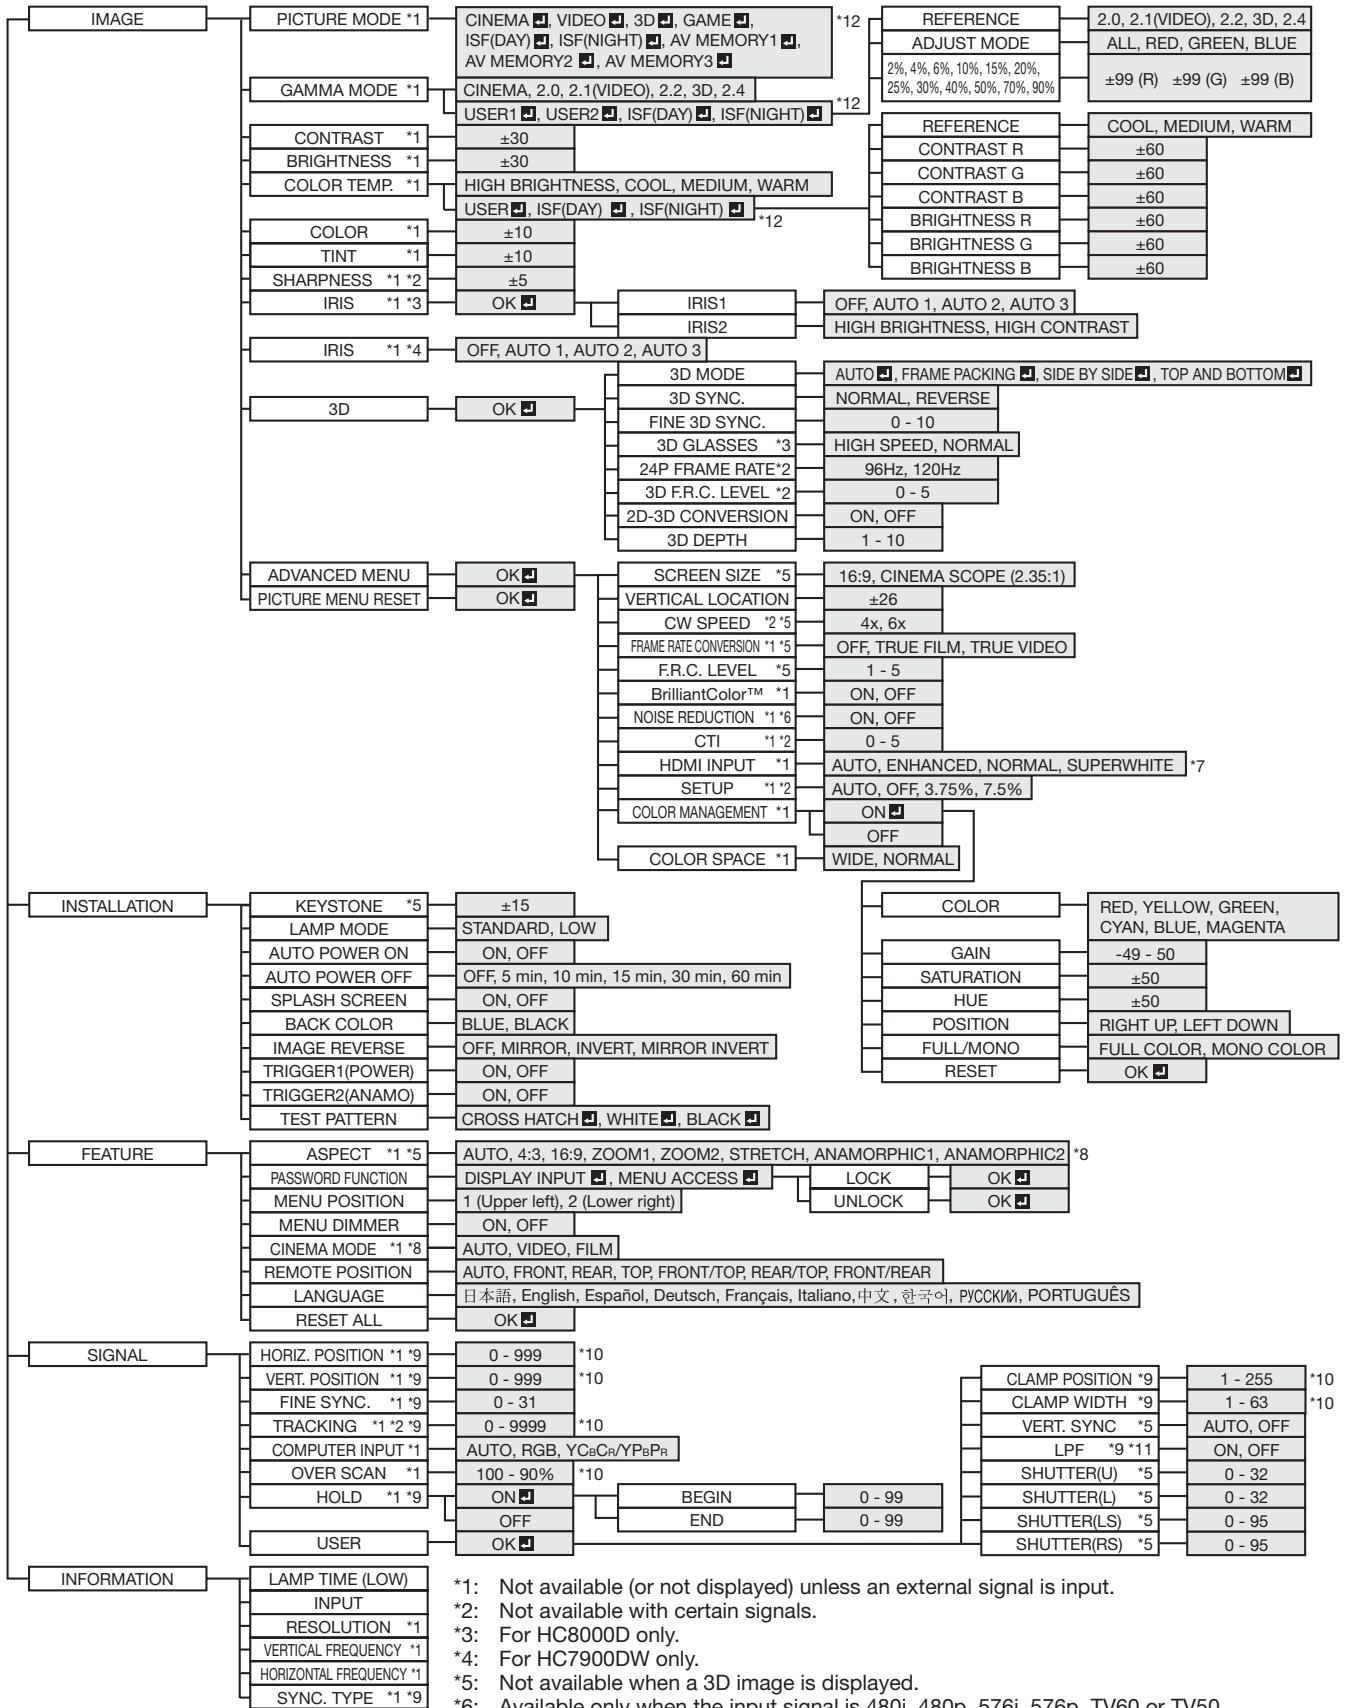 IMAGE
PICTURE MODE *1
CINEMA, VIDEO, 3D, GAME,
ISF(DAY), ISF(NIGHT), AV MEMORY1,
AV MEMORY2, AV MEMORY3
*12
REFERENCE
2.0, 2.1(VIDEO), 2.2, 3D, 2.4
ADJUST MODE
ALL, RED, GREEN, BLUE
2%, 4%, 6%, 10%, 15%, 20%,
25%, 30%, 40%, 50%, 70%, 90%
±99 (R) ±99 (G) ±99 (B)
GAMMA MODE *1
CINEMA, 2.0, 2.1(VIDEO), 2.2, 3D, 2.4
USER1, USER2, ISF(DAY), ISF(NIGHT)
*12
CONTRAST *1
±30
BRIGHTNESS *1
±30
COLOR TEMP. *1
HIGH BRIGHTNESS, COOL, MEDIUM, WARM
USER, ISF(DAY), ISF(NIGHT)
*12
REFERENCE
COOL, MEDIUM, WARM
CONTRAST R
±60
CONTRAST G
±60
CONTRAST B
±60
BRIGHTNESS R
±60
BRIGHTNESS G
±60
BRIGHTNESS B
±60
COLOR *1
±10
TINT *1
±10
SHARPNESS *1 *2
±5
IRIS *1 *3
OK
IRIS1
OFF, AUTO 1, AUTO 2, AUTO 3
IRIS2
HIGH BRIGHTNESS, HIGH CONTRAST
IRIS *1 *4
OFF, AUTO 1, AUTO 2, AUTO 3
3D
OK
3D MODE
AUTO, FRAME PACKING, SIDE BY SIDE, TOP AND BOTTOM
3D SYNC.
NORMAL, REVERSE
FINE 3D SYNC.
0 - 10
3D GLASSES *3
HIGH SPEED, NORMAL
24P FRAME RATE*2
96Hz, 120Hz
3D F.R.C. LEVEL *2
0 - 5
2D-3D CONVERSION
ON, OFF
3D DEPTH
1 - 10
ADVANCED MENU
OK
PICTURE MENU RESET
OK
SCREEN SIZE *5
16:9, CINEMA SCOPE (2.35:1)
VERTICAL LOCATION
±26
CW SPEED *2 *5
4x, 6x
FRAME RATE CONVERSION *1 *5
OFF, TRUE FILM, TRUE VIDEO
F.R.C. LEVEL *5
1 - 5
BrilliantColor™ *1
ON, OFF
NOISE REDUCTION *1 *6
ON, OFF
CTI *1 *2
0 - 5
HDMI INPUT *1
AUTO, ENHANCED, NORMAL, SUPERWHITE
*7
SETUP *1 *2
AUTO, OFF, 3.75%, 7.5%
COLOR MANAGEMENT *1
ON
OFF
COLOR SPACE *1
WIDE, NORMAL
COLOR
RED, YELLOW, GREEN,
CYAN, BLUE, MAGENTA
GAIN
-49 - 50
SATURATION
±50
HUE
±50
POSITION
RIGHT UP, LEFT DOWN
FULL/MONO
FULL COLOR, MONO COLOR
RESET
OK
INSTALLATION
KEYSTONE *5
±15
LAMP MODE
STANDARD, LOW
AUTO POWER ON
ON, OFF
AUTO POWER OFF
OFF, 5 min, 10 min, 15 min, 30 min, 60 min
SPLASH SCREEN
ON, OFF
BACK COLOR
BLUE, BLACK
IMAGE REVERSE
OFF, MIRROR, INVERT, MIRROR INVERT
TRIGGER1(POWER)
ON, OFF
TRIGGER2(ANAMO)
ON, OFF
TEST PATTERN
CROSS HATCH, WHITE, BLACK
FEATURE
ASPECT *1 *5
AUTO, 4:3, 16:9, ZOOM1, ZOOM2, STRETCH, ANAMORPHIC1, ANAMORPHIC2
*8
PASSWORD FUNCTION
DISPLAY INPUT, MENU ACCESS
LOCK
OK
UNLOCK
OK
MENU POSITION
1 (Upper left), 2 (Lower right)
MENU DIMMER
ON, OFF
CINEMA MODE *1 *8
AUTO, VIDEO, FILM
REMOTE POSITION
AUTO, FRONT, REAR, TOP, FRONT/TOP, REAR/TOP, FRONT/REAR
LANGUAGE
日本語, English, Español, Deutsch, Français, Italiano, 中文, 한국어, РУССКИЙ, PORTUGUÊS
RESET ALL
OK
SIGNAL
HORIZ. POSITION *1 *9
0 - 999
*10
VERT. POSITION *1 *9
0 - 999
*10
FINE SYNC. *1 *9
0 - 31
TRACKING *1 *2 *9
0 - 9999
*10
COMPUTER INPUT *1
AUTO, RGB, YCBCR/YPBPR
OVER SCAN *1
100 - 90%
*10
HOLD *1 *9
ON
OFF
BEGIN
0 - 99
END
0 - 99
USER
OK
CLAMP POSITION *9
1 - 255
*10
CLAMP WIDTH *9
1 - 63
*10
VERT. SYNC *5
AUTO, OFF
LPF *9 *11
ON, OFF
SHUTTER(U) *5
0 - 32
SHUTTER(L) *5
0 - 32
SHUTTER(LS) *5
0 - 95
SHUTTER(RS) *5
0 - 95
INFORMATION
LAMP TIME (LOW)
INPUT
RESOLUTION *1
VERTICAL FREQUENCY *1
HORIZONTAL FREQUENCY *1
SYNC. TYPE *1 *9
*1: Not available (or not displayed) unless an external signal is input.
*2: Not available with certain signals.
*3: For HC8000D only.
*4: For HC7900DW only.
*5: Not available when a 3D image is displayed.
*6: Available only when the input signal is 480i, 480p, 576i, 576p, TV60 or TV50